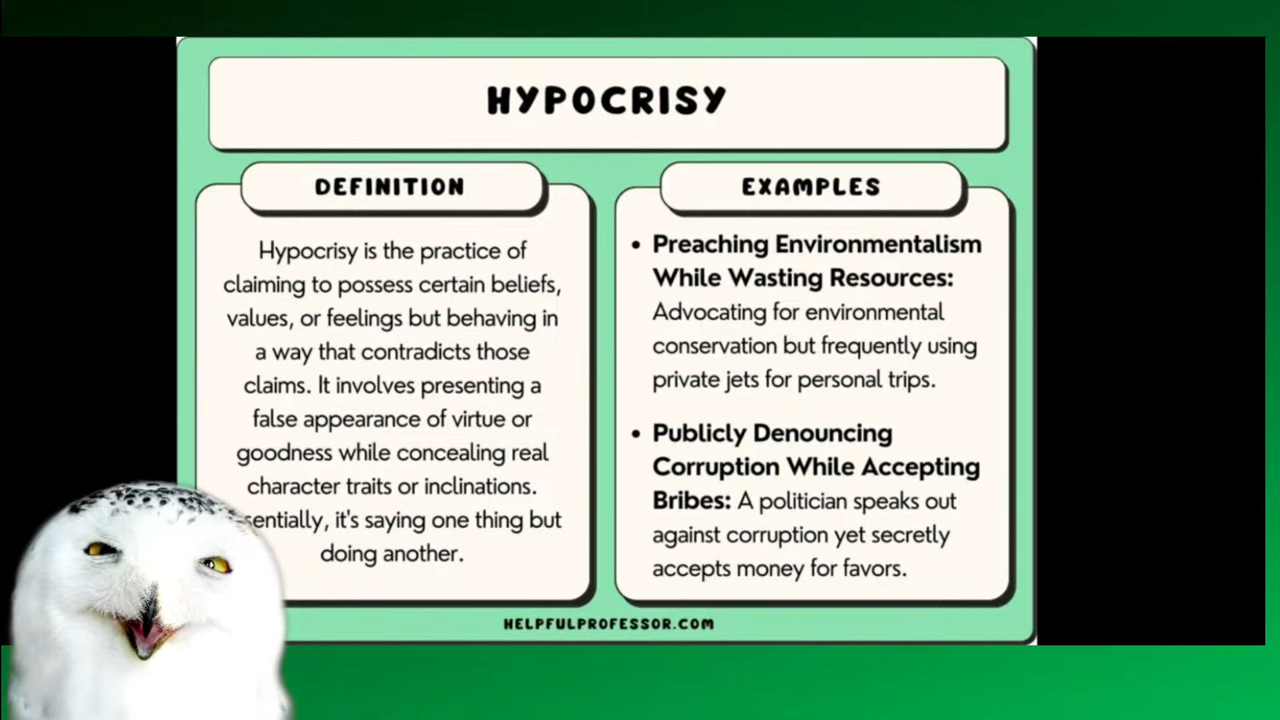 HYPOCRISY
DEFINITION
Hypocrisy is the practice of
claiming to possess certain beliefs,
values, or feelings but behaving in
a way that contradicts those
claims. It involves presenting a
false appearance of virtue or
goodness while concealing real
character traits or inclinations.
sentially, it's saying one thing but
doing another.
EXAMPLES
• Preaching Environmentalism
While Wasting Resources:
Advocating for environmental
conservation but frequently using
private jets for personal trips.
• Publicly Denouncing
Corruption While Accepting
Bribes: A politician speaks out
against corruption yet secretly
accepts money for favors.
HELPFULPROFESSOR.COM